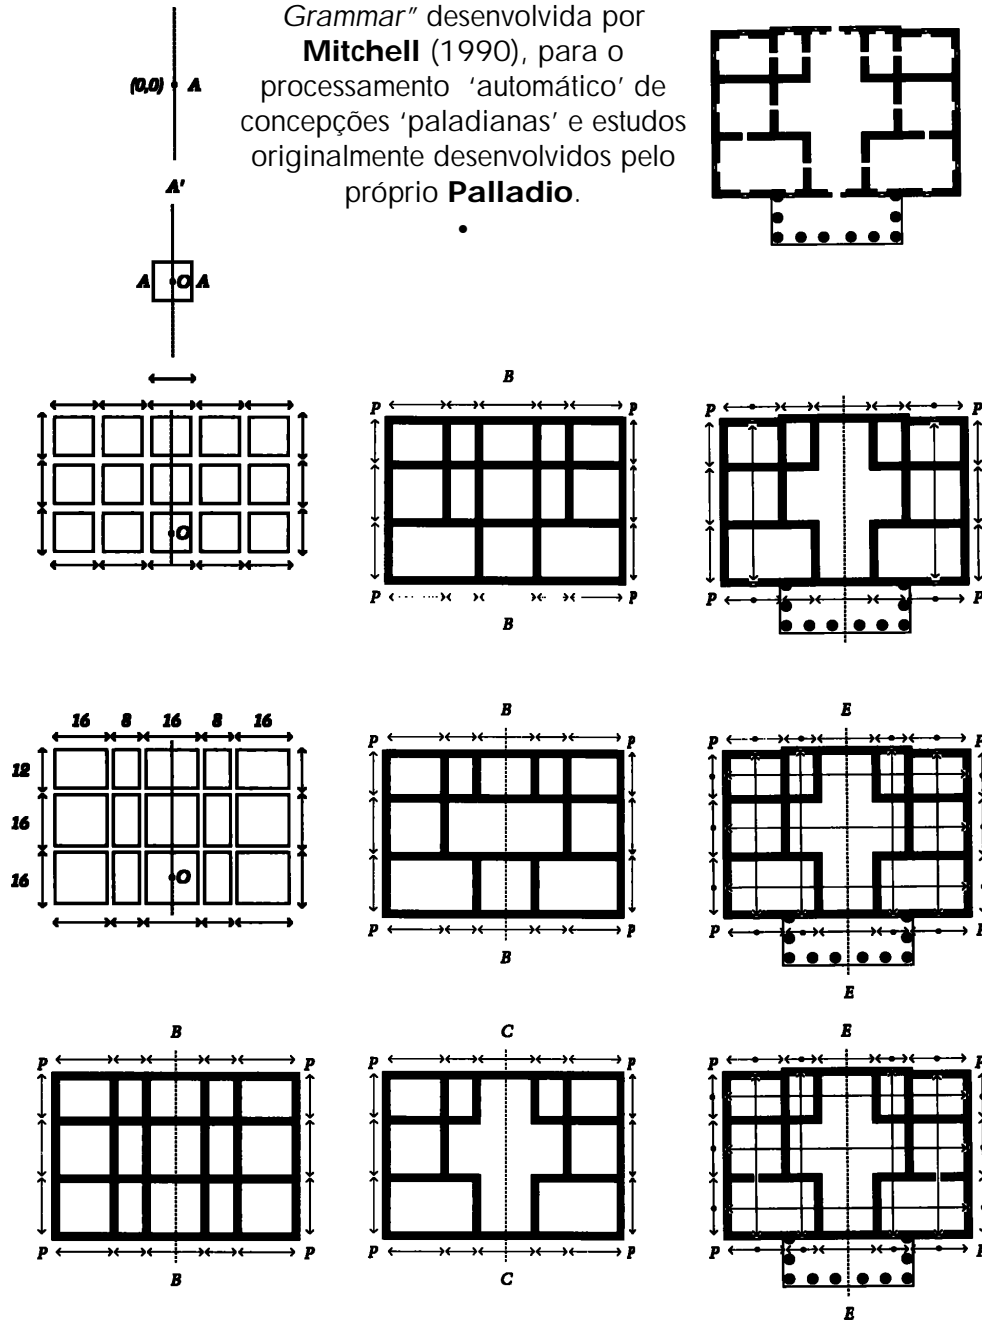 Grammar” desenvolvida por
Mitchell (1990), para o
processamento ‘automático’ de
concepções ‘paladianas’ e estudos
originalmente desenvolvidos pelo
próprio Palladio.
•
(0,0) A
A'
A O A
O
B
P P
P P
B
P P
P P
16 8 16 8 16
12
16
16
O
B
P P
P P
B
E
P P
P P
E
B
P P
P P
B
C
P P
P P
C
E
P P
P P
E